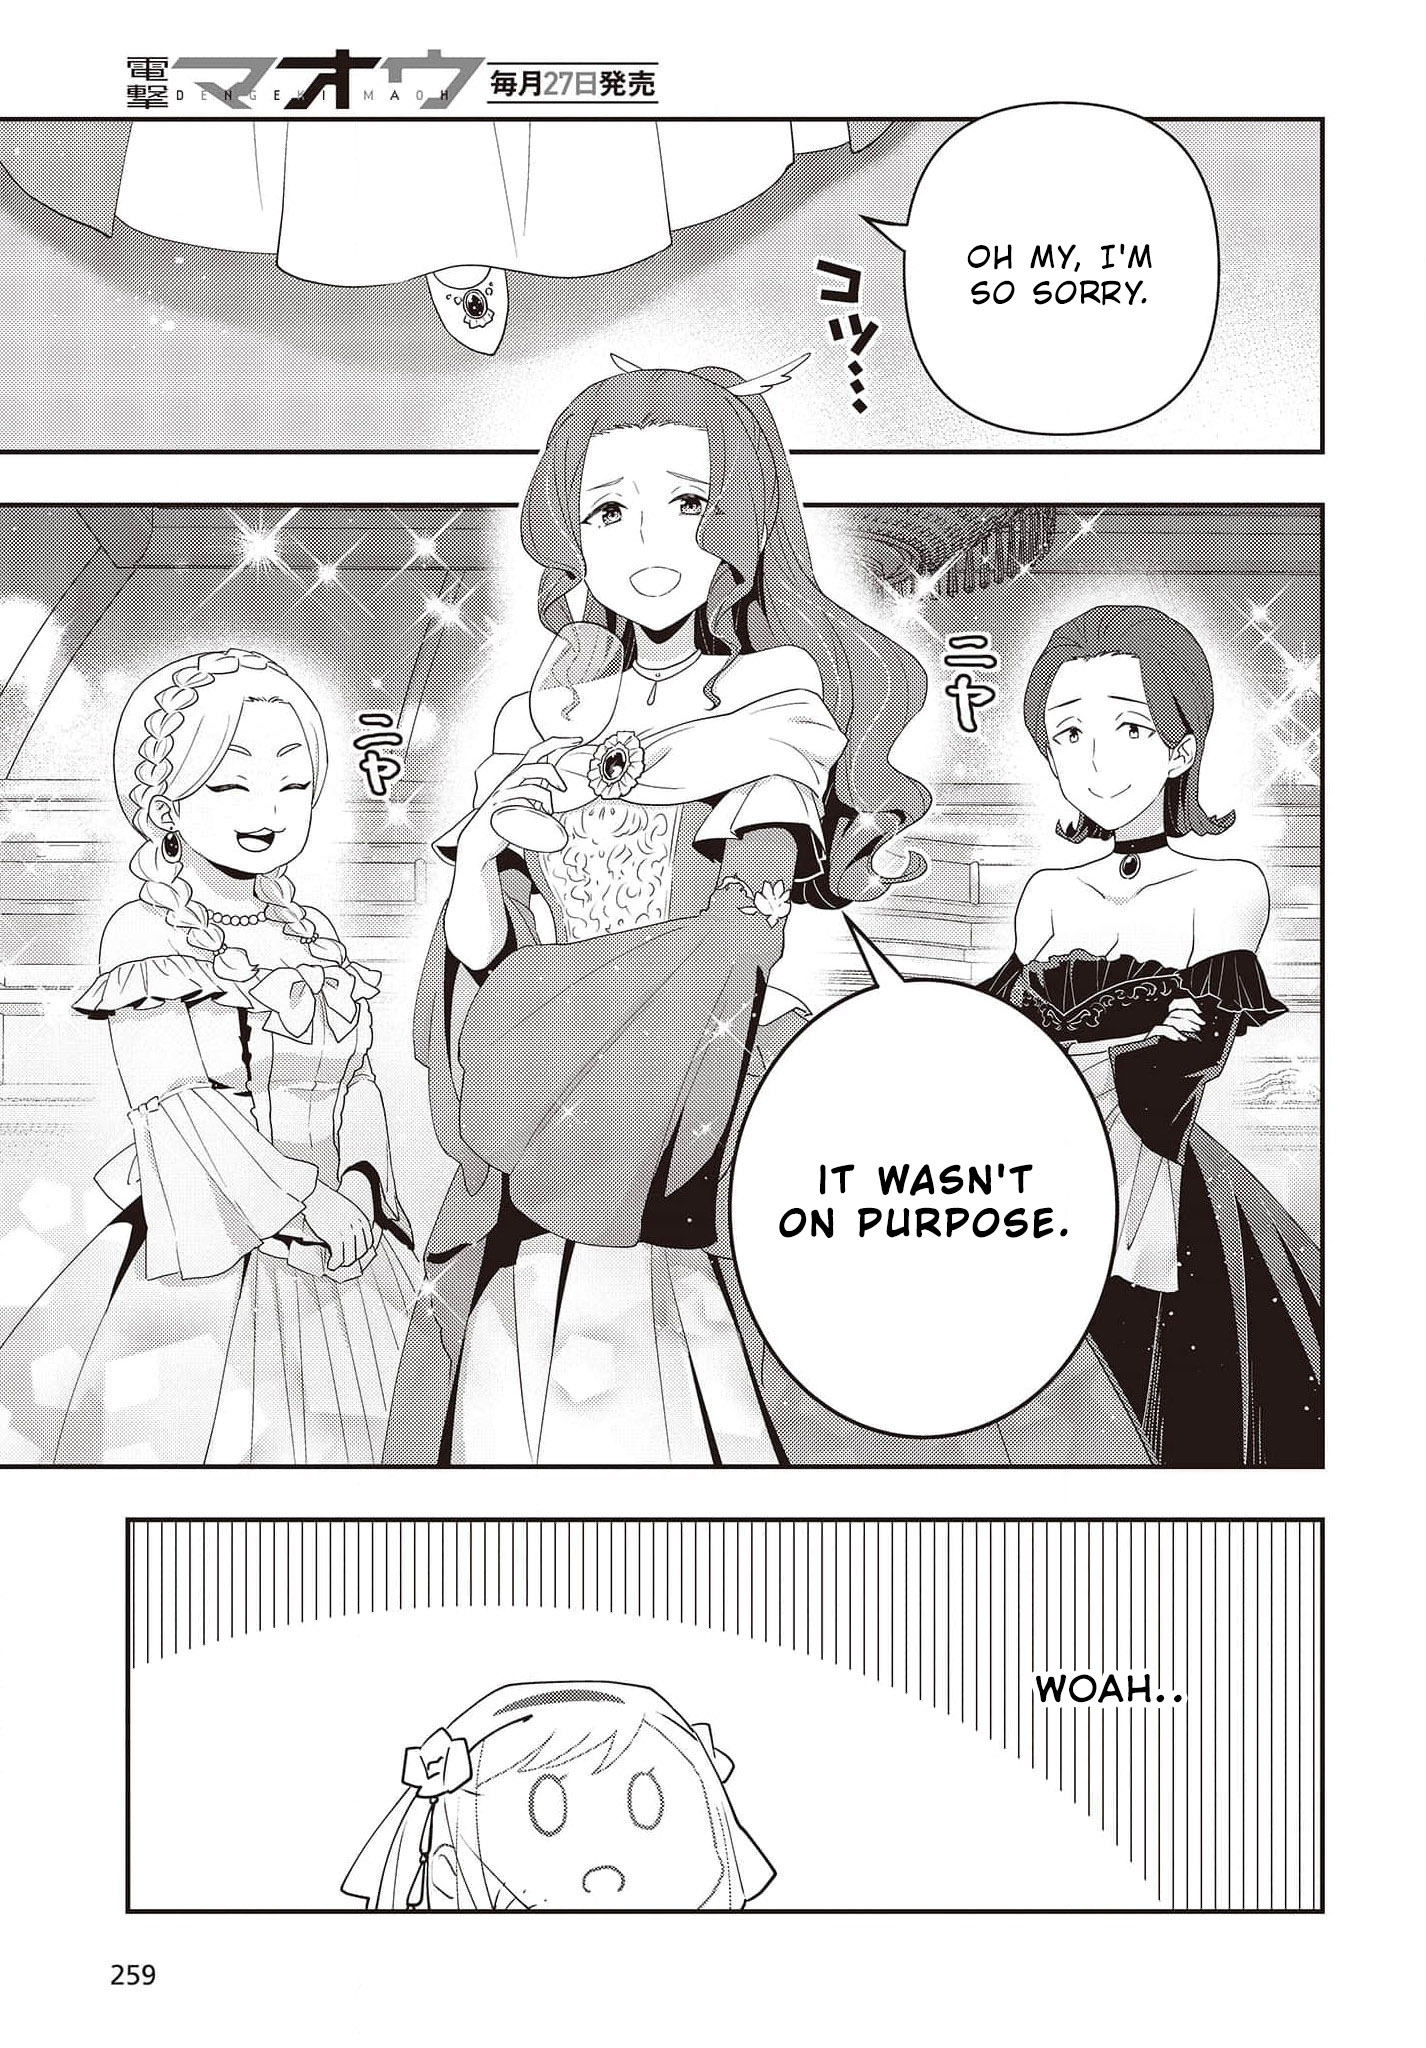 電撃マオウ
DENGEKI MAOH
毎月27日発売
OH MY, I'M
SO SORRY.
コツ…
ニヤ
ニヤ
IT WASN'T
ON PURPOSE.
WOAH..
259